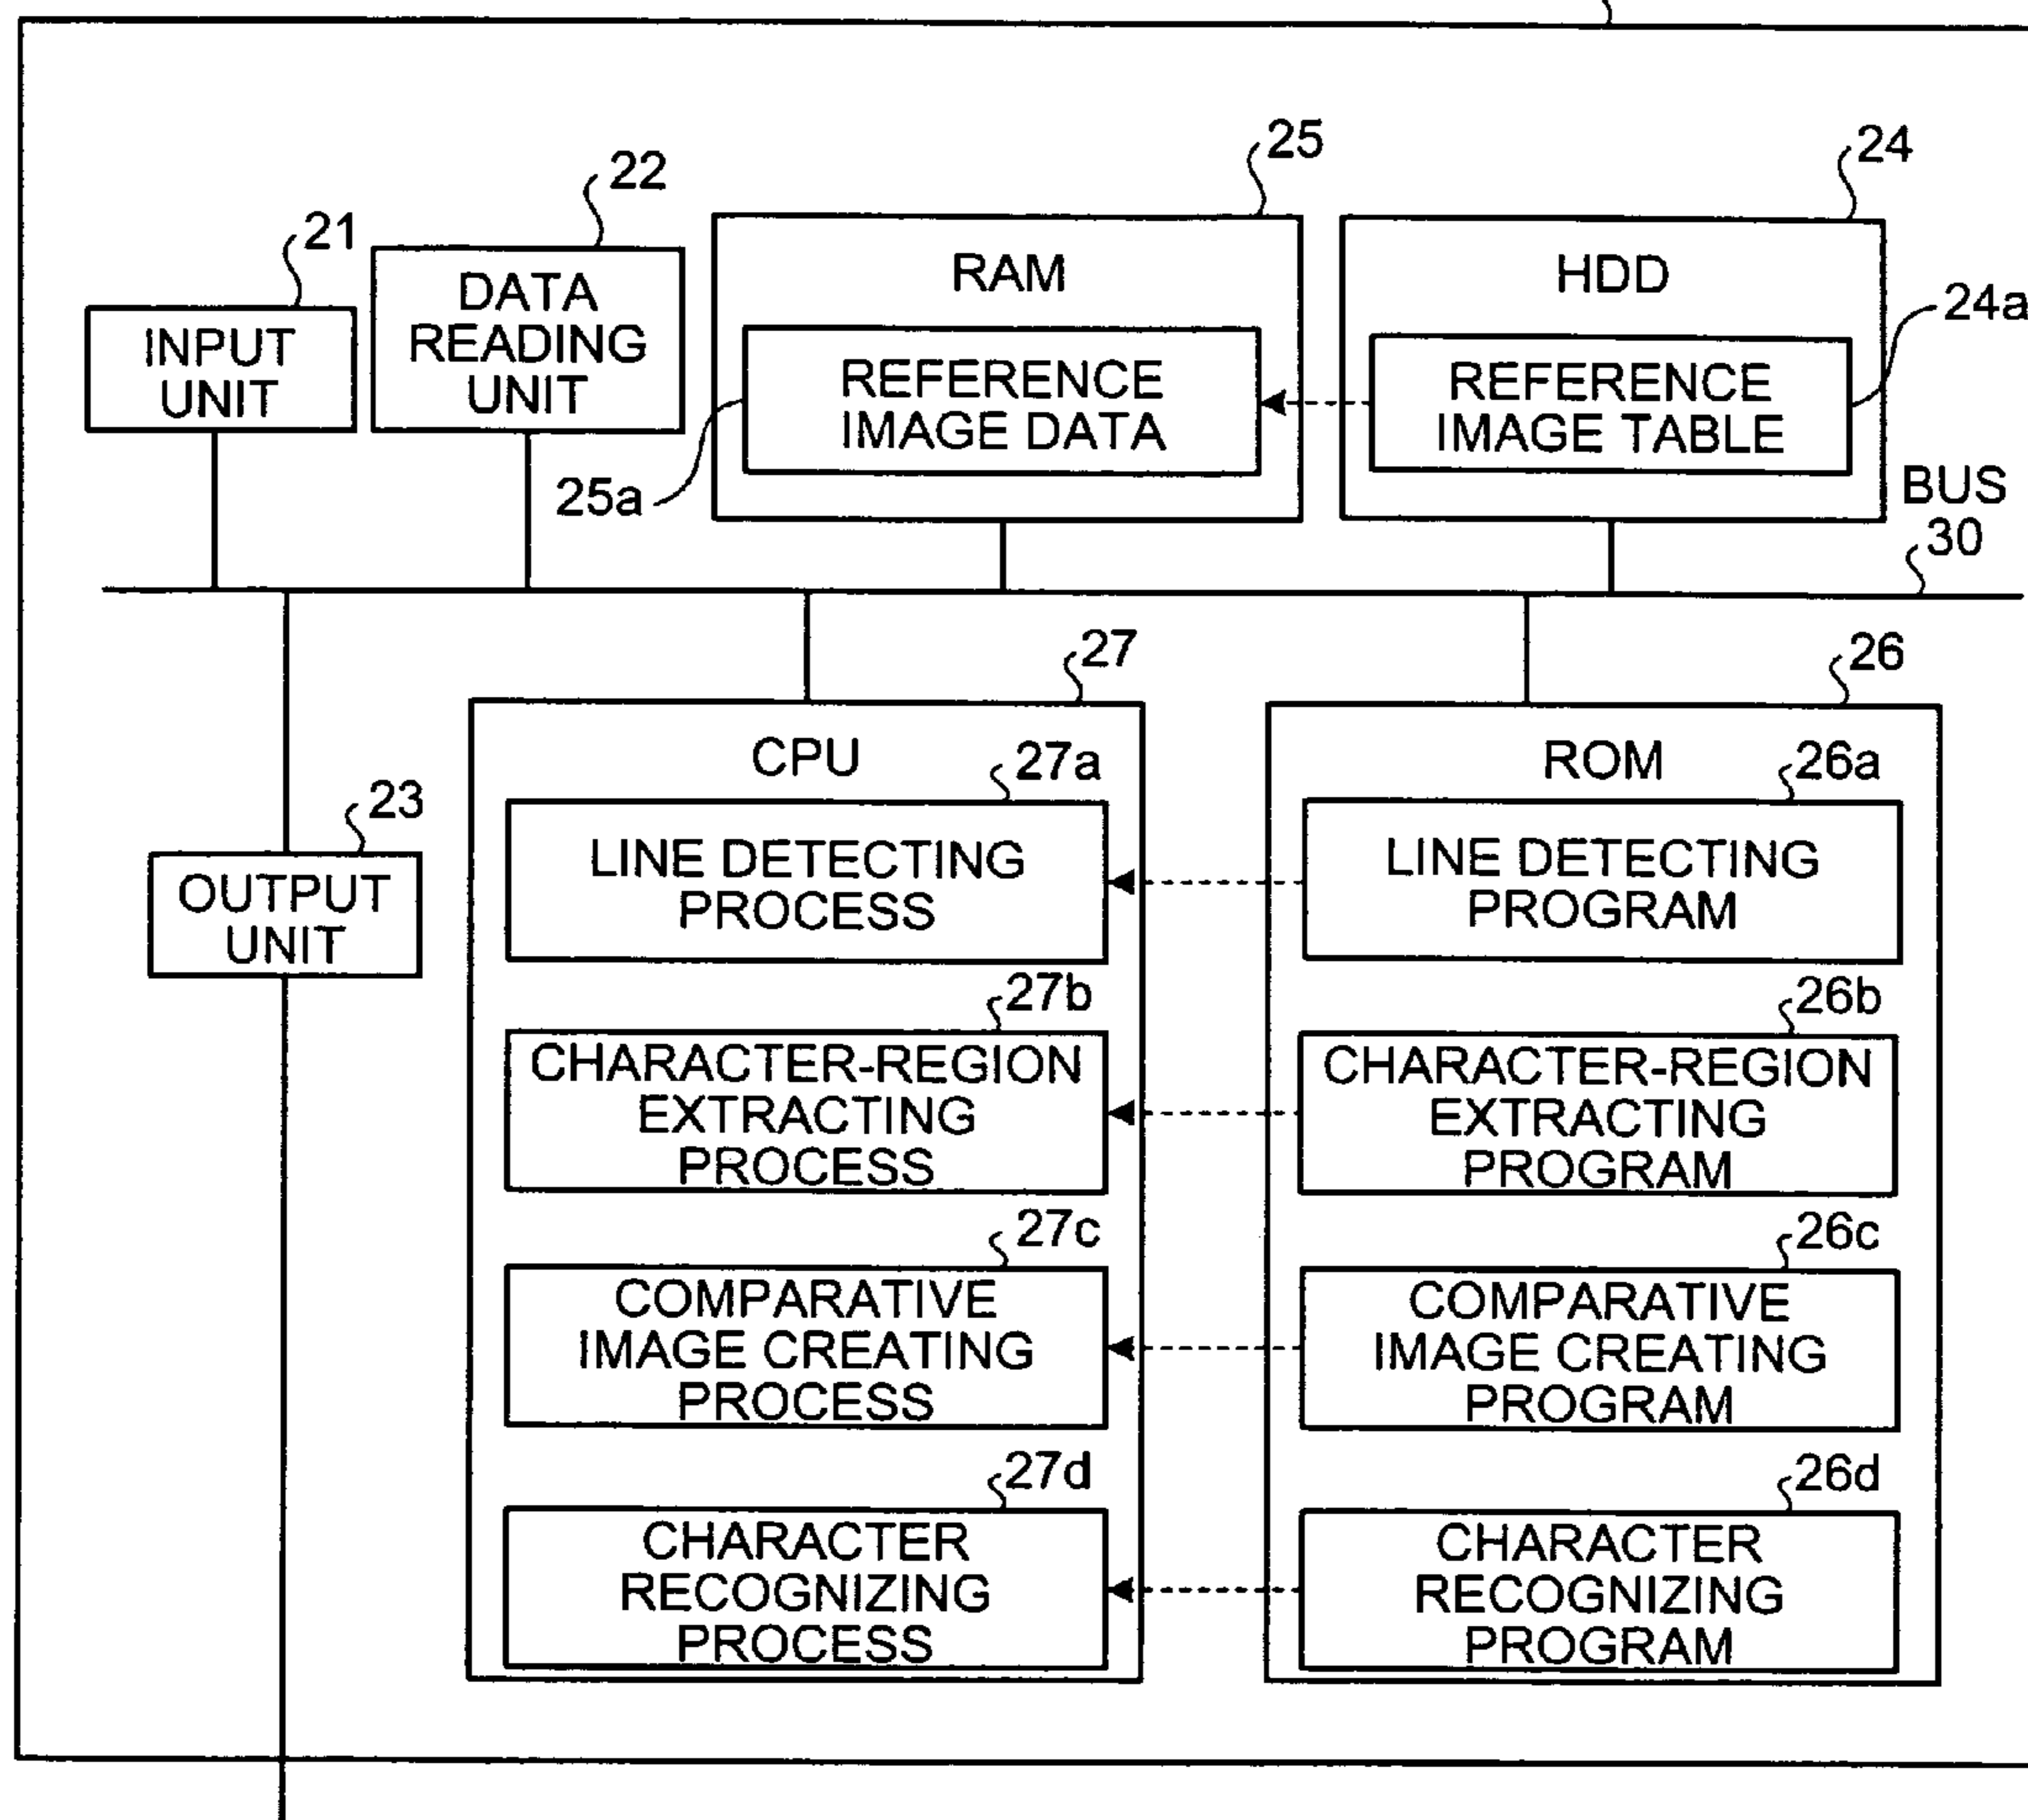 25
24
22
21
RAM
HDD
DATA
READING
UNIT
24a
INPUT
UNIT
REFERENCE
IMAGE DATA
REFERENCE
IMAGE TABLE
25a
BUS
30
27
26
CPU
27a
ROM
26a
23
LINE DETECTING
PROCESS
LINE DETECTING
PROGRAM
OUTPUT
UNIT
27b
26b
CHARACTER-REGION
EXTRACTING
PROCESS
CHARACTER-REGION
EXTRACTING
PROGRAM
27c
26c
COMPARATIVE
IMAGE CREATING
PROCESS
COMPARATIVE
IMAGE CREATING
PROGRAM
27d
26d
CHARACTER
RECOGNIZING
PROCESS
CHARACTER
RECOGNIZING
PROGRAM